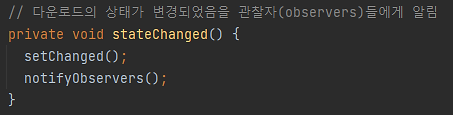 // 다운로드의 상태가 변경되었음을 관찰자(observers)들에게 알림
private void stateChanged() {
  setChanged();
  notifyObservers();
}